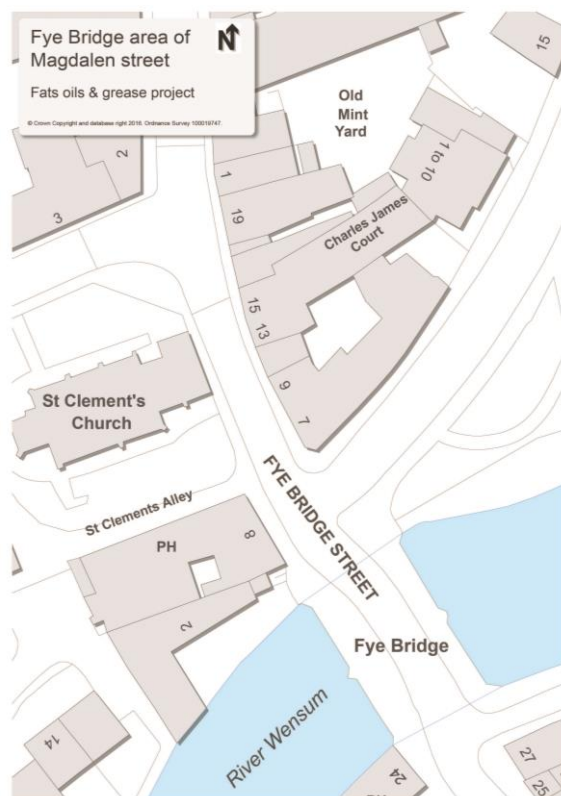 Fye Bridge area of
Magdalen street
N
Fats oils & grease project
© Crown Copyright and database right 2016. Ordnance Survey 100019747.
15
Old
Mint
Yard
2
1
1 to 10
3
19
Charles James
Court
15
13
St Clement's
Church
9
7
FYE BRIDGE STREET
St Clements Alley
PH
8
2
Fye Bridge
River Wensum
14
27
24
25